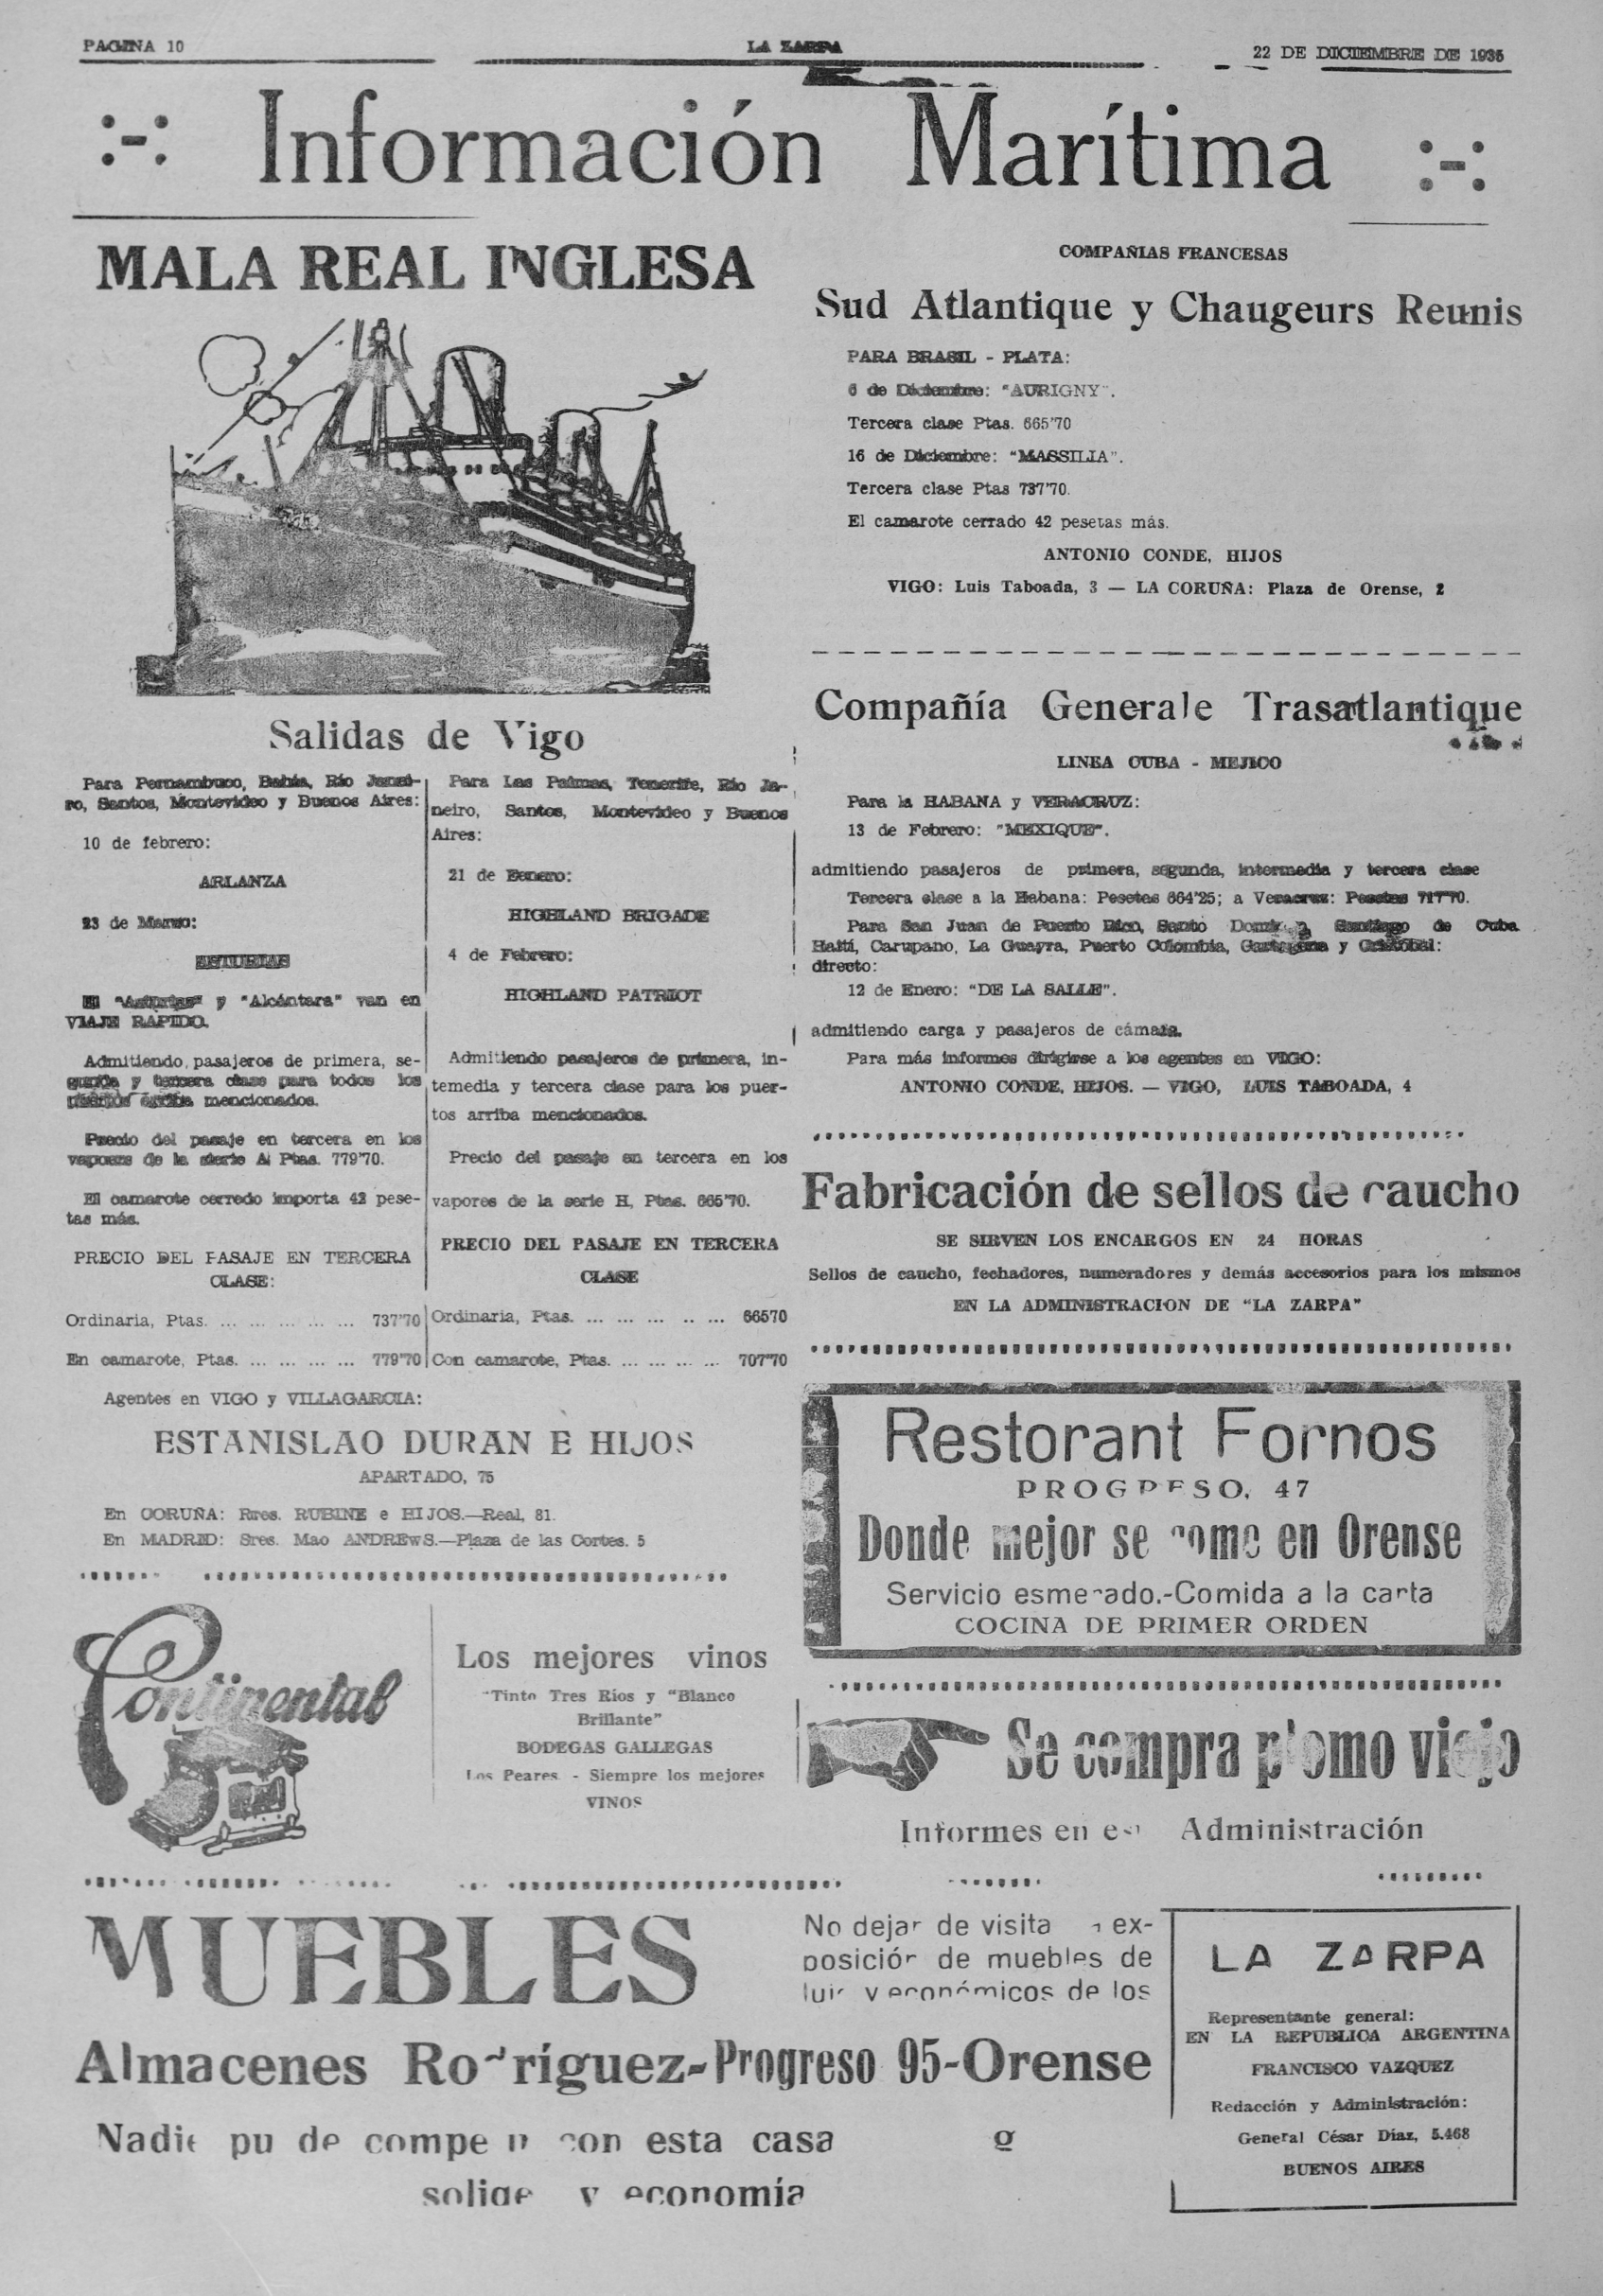 PAGINA 10
LA ZARPA
22 DE DICIEMBRE DE 1935
:-: Información Marítima :-:
MALA REAL INGLESA
Salidas de Vigo
Para Pernambuco, Bahía, Río Janei-
ro, Santos, Montevideo y Buenos Aires:
10 de febrero:
ARLANZA
23 de Marzo:
ASTURIAS
El "Asturias" y "Alcántara" van en
VIAJE RAPIDO.
Admitiendo pasajeros de primera, se-
gunda y tercera clase para todos los
puertos arriba mencionados.
Precio del pasaje en tercera en los
vapores de la sierie A Ptas. 779'70.
El camarote cerredo importa 42 pese-
tas más.
PRECIO DEL PASAJE EN TERCERA
CLASE:
Ordinaria, Ptas. ... ... ... ... ... 737'70
En camarote, Ptas. ... ... ... ... 779'70
Para Las Palmas, Tenerife, Río Ja-
neiro, Santos, Montevideo y Buenos
Aires:
21 de Eenero:
HIGHLAND BRIGADE
4 de Febrero:
HIGHLAND PATRIOT
Admitiendo pasajeros de primera, in-
temedia y tercera clase para los puer-
tos arriba mencionados.
Precio del pasaje en tercera en los
vapores de la serie H, Ptas. 665'70.
PRECIO DEL PASAJE EN TERCERA
CLASE
Ordinaria, Ptas. ... ... ... .. ... 66570
Con camarote, Ptas. ... ... ... ... 707'70
Agentes en VIGO y VILLAGARCIA:
ESTANISLAO DURAN E HIJOS
APARTADO, 75
En CORUÑA: Rres. RUBINE e HIJOS.—Real, 81.
En MADRID: Sres. Mao ANDREwS.—Plaza de las Cortes. 5
Continental
Los mejores vinos
"Tinto Tres Ríos y "Blanco
Brillante"
BODEGAS GALLEGAS
Los Peares. - Siempre los mejores
VINOS
COMPAÑIAS FRANCESAS
Sud Atlantique y Chaugeurs Reunis
PARA BRASIL - PLATA:
6 de Diciembre: "AURIGNY".
Tercera clase Ptas. 665'70
16 de Diciembre: "MASSILIA".
Tercera clase Ptas 737'70.
El camarote cerrado 42 pesetas más.
ANTONIO CONDE, HIJOS
VIGO: Luis Taboada, 3 — LA CORUÑA: Plaza de Orense, 2
Compañía Generale Trasatlantique
LINEA CUBA - MEJICO
Para la HABANA y VERACRUZ:
13 de Febrero: "MEXIQUE".
admitiendo pasajeros de primera, segunda, intermedia y tercera clase
Tercera clase a la Habana: Pesetas 664'25; a Veracruz: Pesetas 717'70.
Para San Juan de Puerto Rico, Santo Santiago de Cuba
Haití, Carupano, La Guayra, Puerto Colombia, Cartagena y Cristóbal:
directo:
12 de Enero: "DE LA SALLE".
admitiendo carga y pasajeros de cámara.
Para más informes dirigirse a los agentes en VIGO:
ANTONIO CONDE, HIJOS. — VIGO, LUIS TABOADA, 4
Fabricación de sellos de caucho
SE SIRVEN LOS ENCARGOS EN 24 HORAS
Sellos de caucho, fechadores, numeradores y demás accesorios para los mismos
EN LA ADMINISTRACION DE "LA ZARPA"
Restorant Fornos
PROGRESO, 47
Donde mejor se come en Orense
Servicio esmerado.-Comida a la carta
COCINA DE PRIMER ORDEN
Se compra plomo viejo
Informes en Administración
MUEBLES
No dejar de visita ex-
posición de muebles de
y económicos de los
Almacenes Rodríguez-Progreso 95-Orense
Nadie pu de con esta casa
y economía
LA ZARPA
Representante general:
EN LA REPUBLICA ARGENTINA
FRANCISCO VAZQUEZ
Redacción y Administración:
General César Díaz, 5.468
BUENOS AIRES